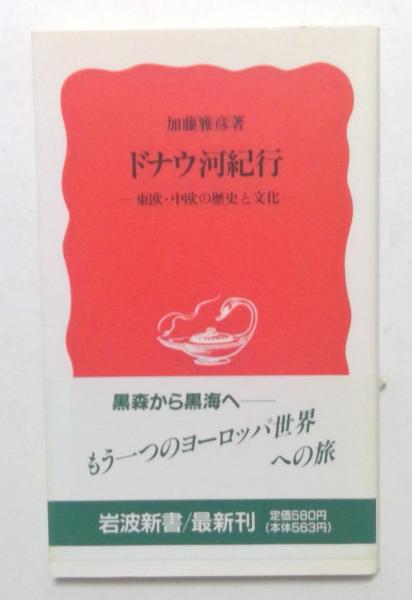 加藤雅彦著
ドナウ河紀行
―東欧・中欧の歴史と文化―
黒森から黒海へ――
もう一つのヨーロッパ世界
への旅
岩波新書/最新刊
定価580円
(本体563円)